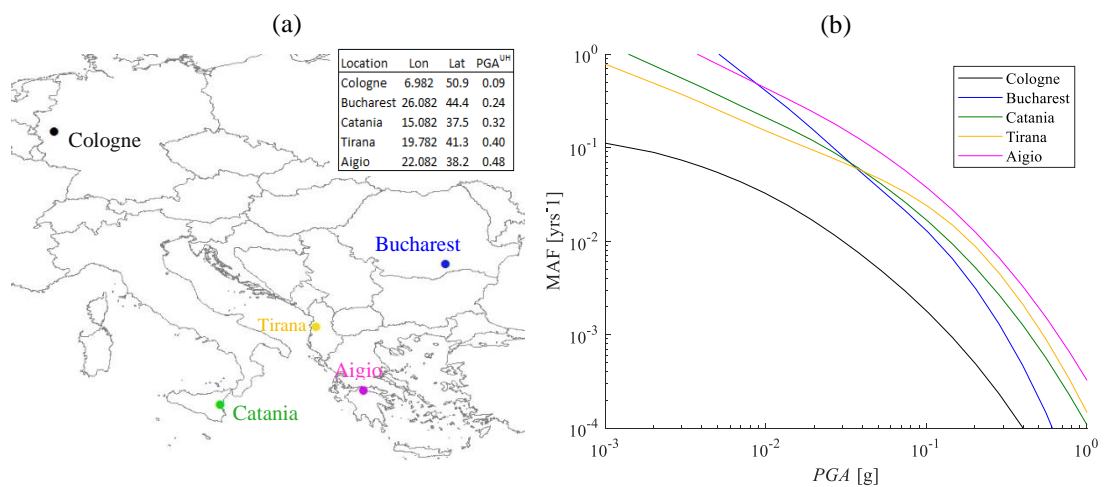 (a)
Location Lon Lat PGA^UH
Cologne 6.982 50.9 0.09
Bucharest 26.082 44.4 0.24
Catania 15.082 37.5 0.32
Tirana 19.782 41.3 0.40
Aigio 22.082 38.2 0.48
Cologne
Bucharest
Tirana
Aigio
Catania
(b)
10^0
10^-1
10^-2
10^-3
10^-4
MAF [yrs^-1]
Cologne
Bucharest
Catania
Tirana
Aigio
10^-3 10^-2 10^-1 10^0
PGA [g]